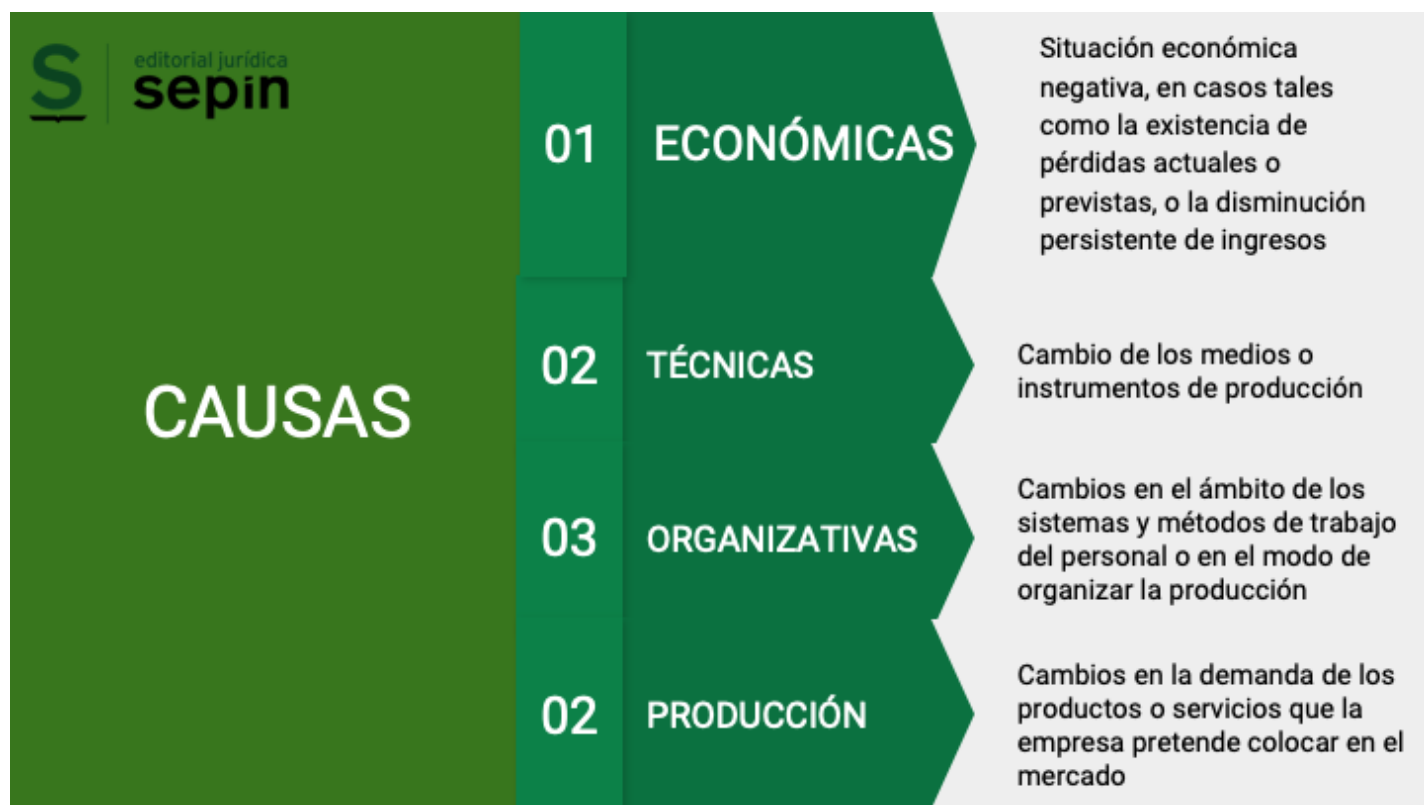 editorial jurídica
sepín
CAUSAS
01
ECONÓMICAS
Situación económica
negativa, en casos tales
como la existencia de
pérdidas actuales o
previstas, o la disminución
persistente de ingresos
02
TÉCNICAS
Cambio de los medios o
instrumentos de producción
03
ORGANIZATIVAS
Cambios en el ámbito de los
sistemas y métodos de trabajo
del personal o en el modo de
organizar la producción
02
PRODUCCIÓN
Cambios en la demanda de los
productos o servicios que la
empresa pretende colocar en el
mercado